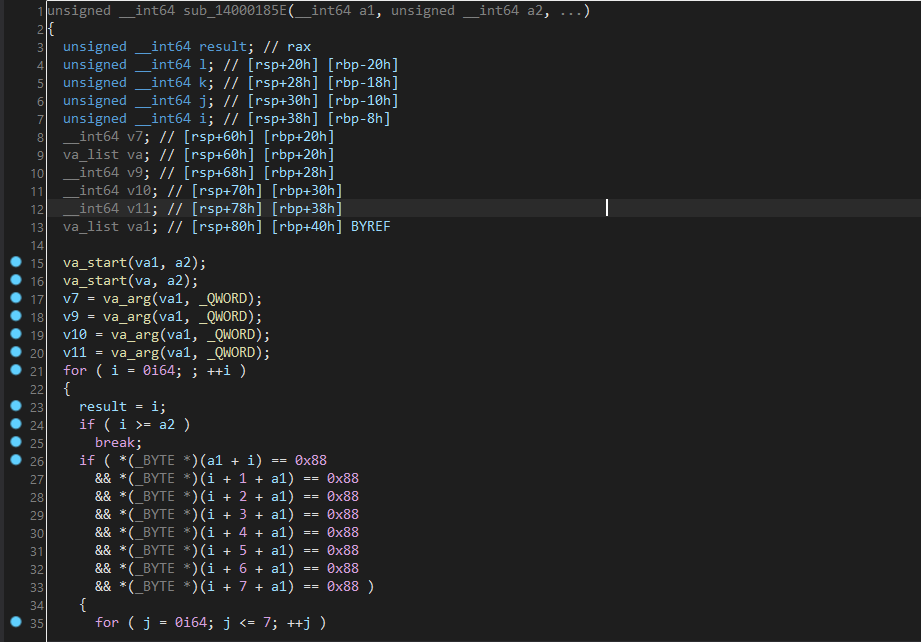 1 unsigned __int64 sub_14000185E(__int64 a1, unsigned __int64 a2, ...)
2 {
3 unsigned __int64 result; // rax
4 unsigned __int64 l; // [rsp+20h] [rbp-20h]
5 unsigned __int64 k; // [rsp+28h] [rbp-18h]
6 unsigned __int64 j; // [rsp+30h] [rbp-10h]
7 unsigned __int64 i; // [rsp+38h] [rbp-8h]
8 __int64 v7; // [rsp+60h] [rbp+20h]
9 va_list va; // [rsp+60h] [rbp+20h]
10 __int64 v9; // [rsp+68h] [rbp+28h]
11 __int64 v10; // [rsp+70h] [rbp+30h]
12 __int64 v11; // [rsp+78h] [rbp+38h]
13 va_list va1; // [rsp+80h] [rbp+40h] BYREF
14
15 va_start(va1, a2);
16 va_start(va, a2);
17 v7 = va_arg(va1, _QWORD);
18 v9 = va_arg(va1, _QWORD);
19 v10 = va_arg(va1, _QWORD);
20 v11 = va_arg(va1, _QWORD);
21 for ( i = 0i64; ; ++i )
22 {
23 result = i;
24 if ( i >= a2 )
25 break;
26 if ( *(_BYTE *)(a1 + i) == 0x88
27 && *(_BYTE *)(i + 1 + a1) == 0x88
28 && *(_BYTE *)(i + 2 + a1) == 0x88
29 && *(_BYTE *)(i + 3 + a1) == 0x88
30 && *(_BYTE *)(i + 4 + a1) == 0x88
31 && *(_BYTE *)(i + 5 + a1) == 0x88
32 && *(_BYTE *)(i + 6 + a1) == 0x88
33 && *(_BYTE *)(i + 7 + a1) == 0x88 )
34 {
35 for ( j = 0i64; j <= 7; ++j )